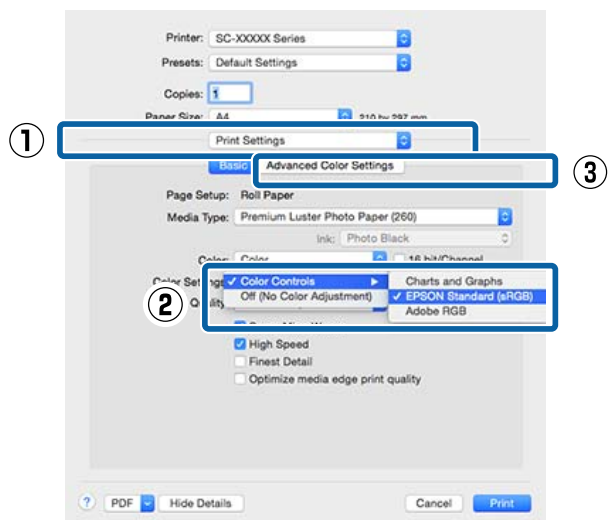 Printer: SC-XXXXX Series
Presets: Default Settings
Copies: 1
Paper Size: A4 210 by 297 mm
① Print Settings
Basic Advanced Color Settings ③
Page Setup: Roll Paper
Media Type: Premium Luster Photo Paper (260)
Ink: Photo Black
Color: Color 16 bit/Channel
Color Set ✓ Color Controls ▶ Charts and Graphs
② lity Off (No Color Adjustment) ✓ EPSON Standard (sRGB)
Adobe RGB
✓ High Speed
Finest Detail
Optimize media edge print quality
? PDF Hide Details Cancel Print